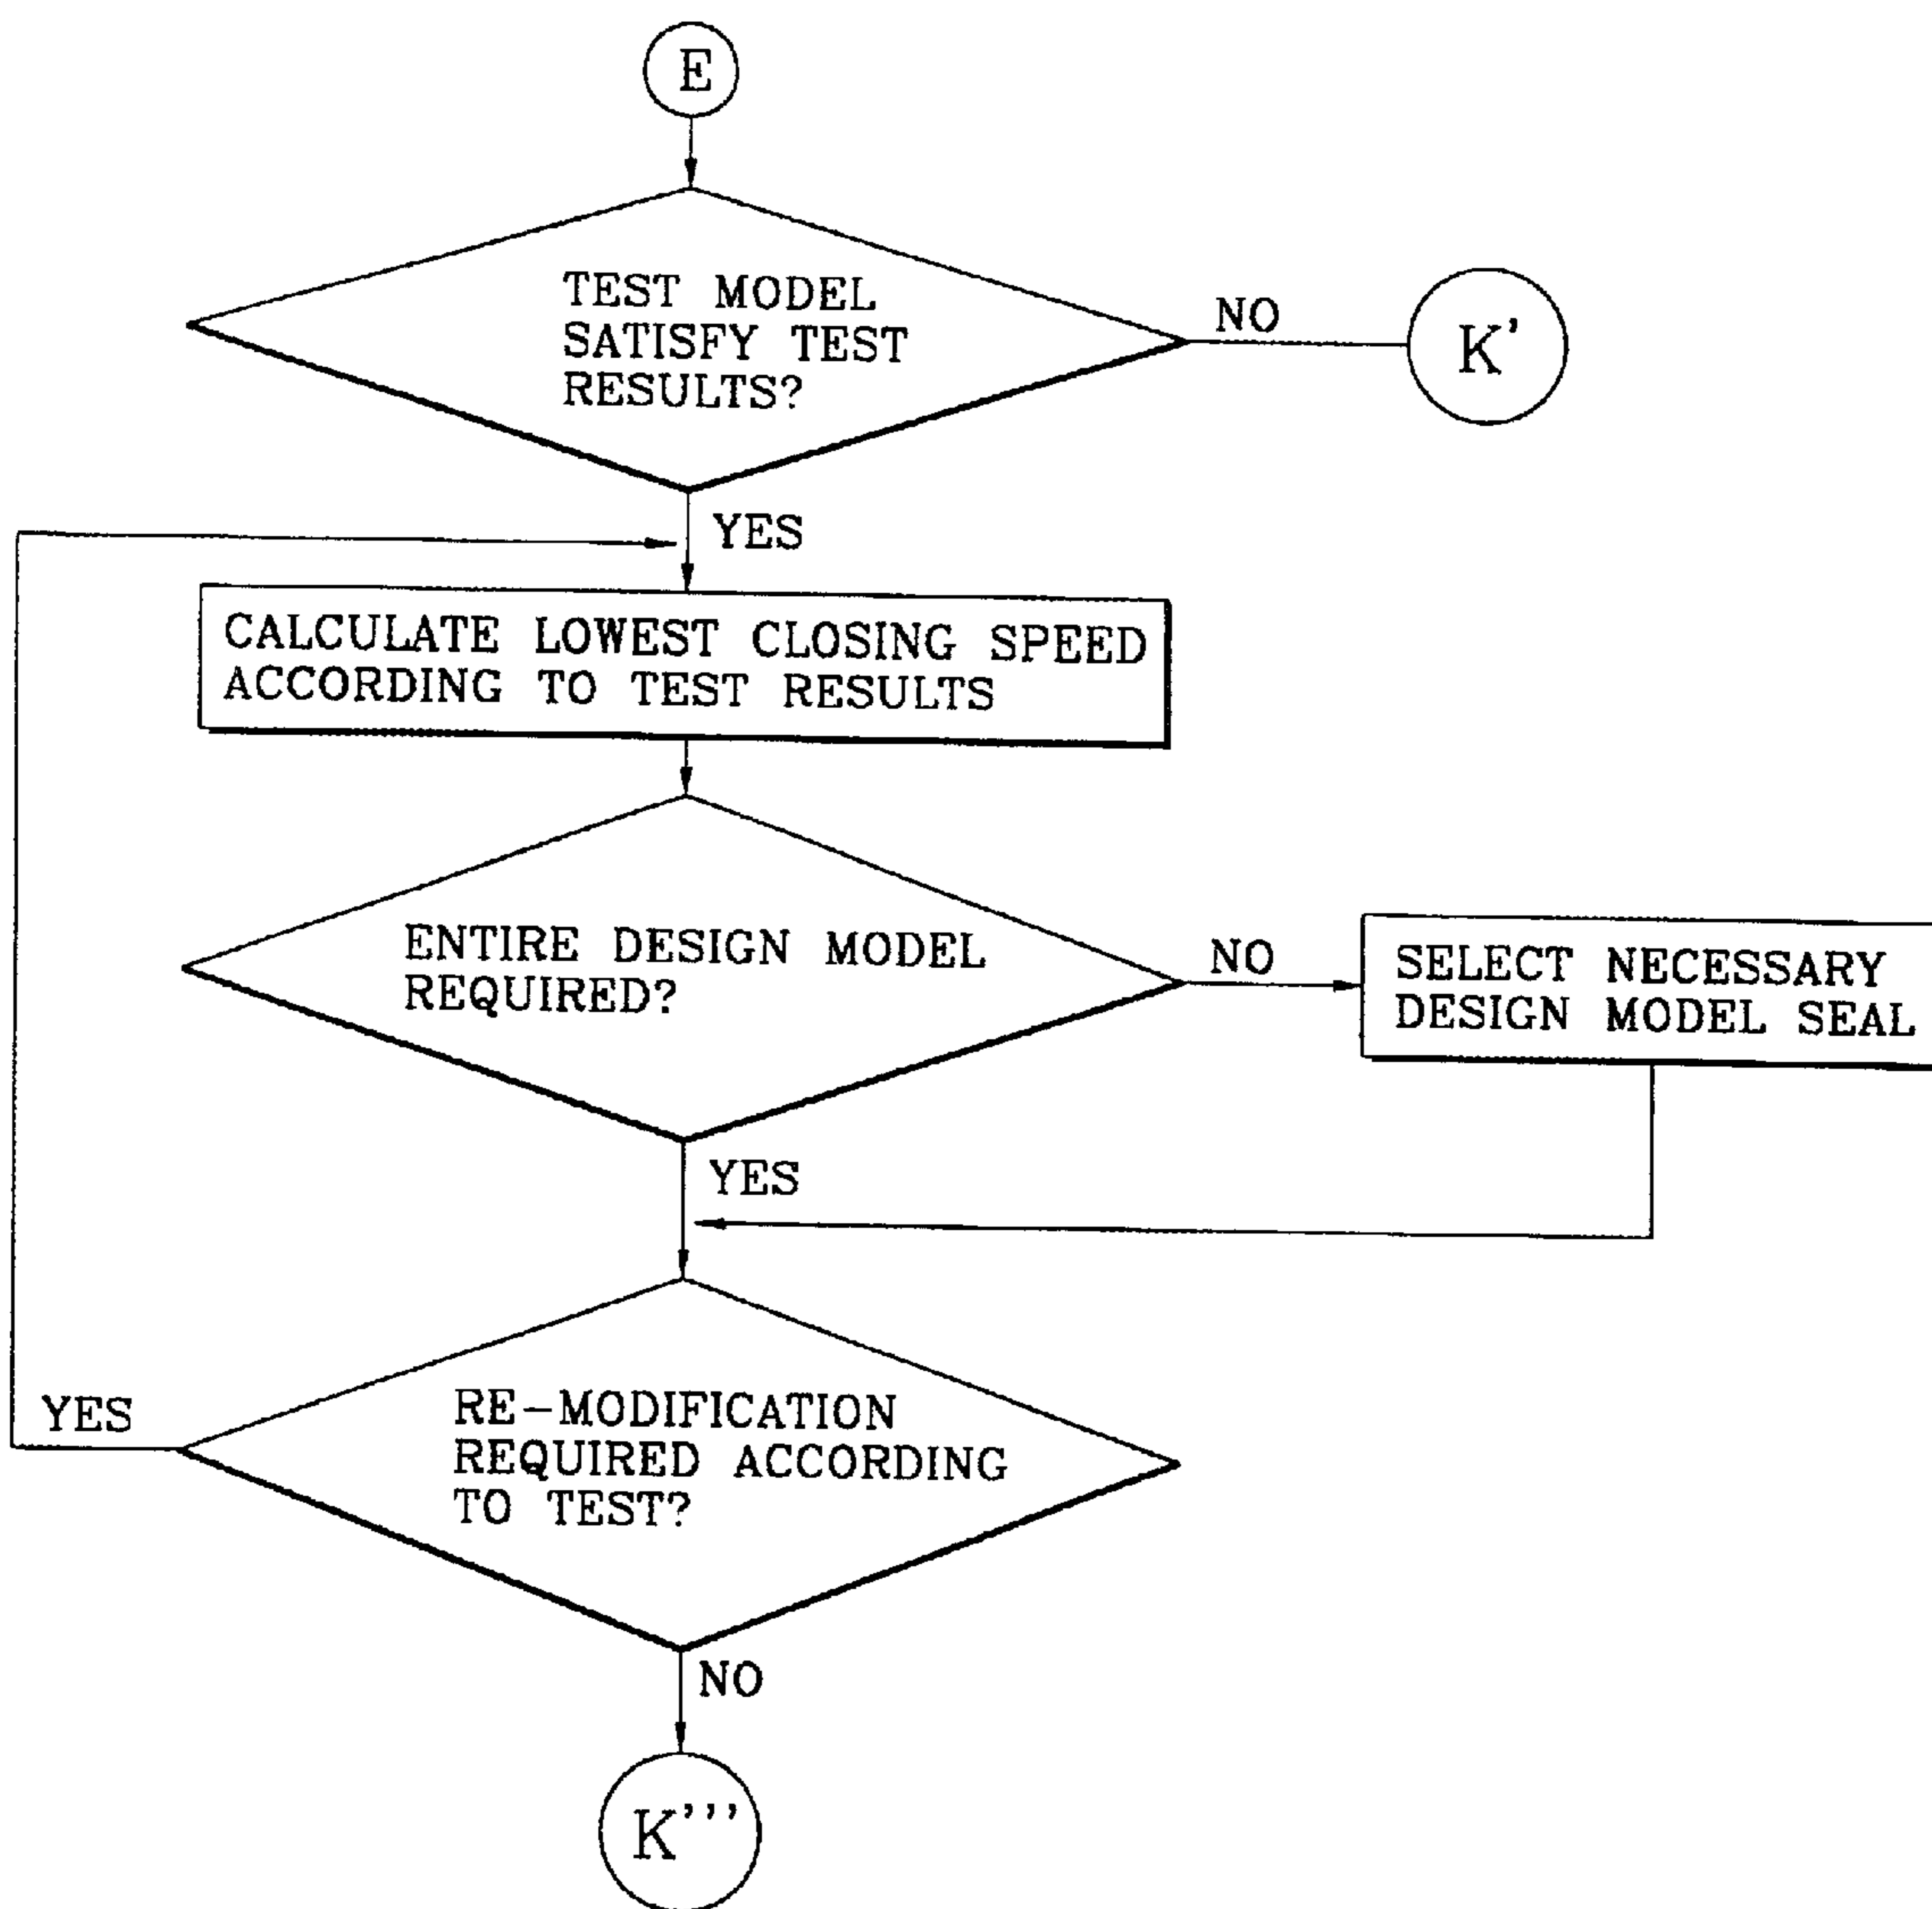 E
TEST MODEL
SATISFY TEST
RESULTS?
NO
K'
YES
CALCULATE LOWEST CLOSING SPEED
ACCORDING TO TEST RESULTS
ENTIRE DESIGN MODEL
REQUIRED?
NO
SELECT NECESSARY
DESIGN MODEL SEAL
YES
RE-MODIFICATION
REQUIRED ACCORDING
TO TEST?
YES
NO
K'''